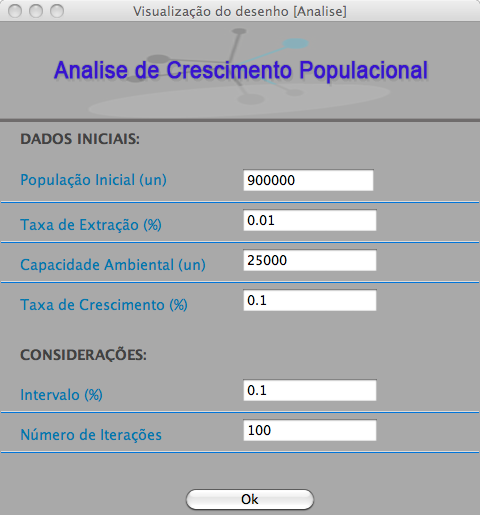 Visualização do desenho [Analise]
Analise de Crescimento Populacional
DADOS INICIAIS:
População Inicial (un) 900000
Taxa de Extração (%) 0.01
Capacidade Ambiental (un) 25000
Taxa de Crescimento (%) 0.1
CONSIDERAÇÕES:
Intervalo (%) 0.1
Número de Iterações 100
Ok